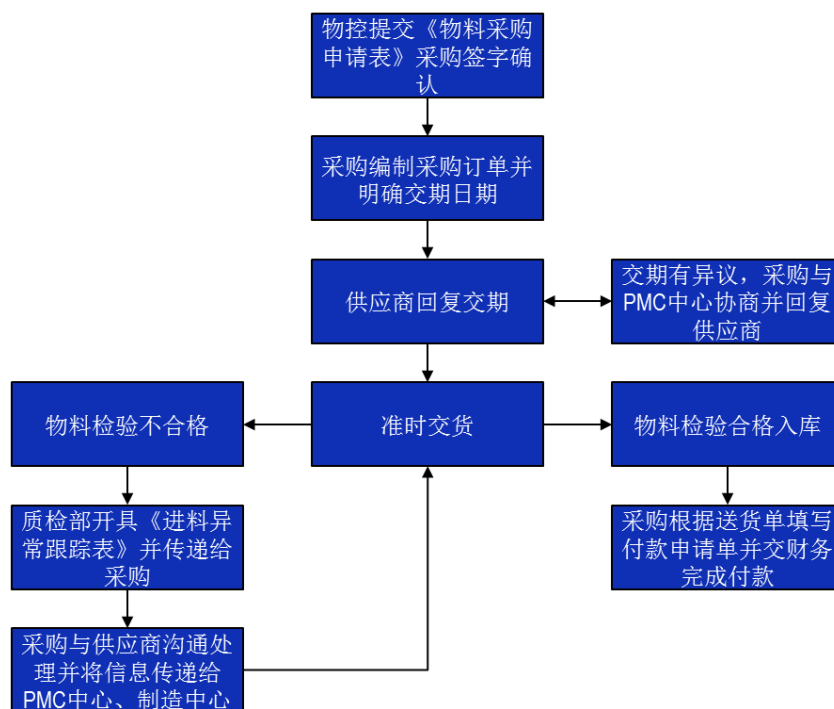 物控提交《物料采购
申请表》采购签字确
认
采购编制采购订单并
明确交期日期
供应商回复交期
交期有异议，采购与
PMC中心协商并回复
供应商
物料检验不合格
准时交货
物料检验合格入库
质检部开具《进料异
常跟踪表》并传递给
采购
采购根据送货单填写
付款申请单并交财务
完成付款
采购与供应商沟通处
理并将信息传递给
PMC中心、制造中心